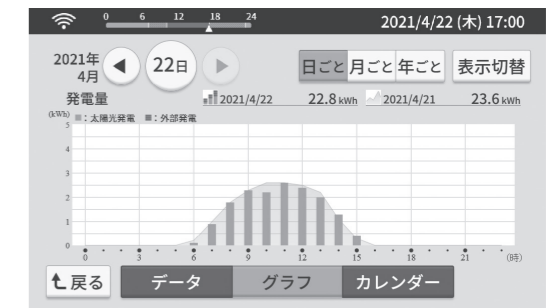 0 6 12 18 24
2021/4/22 (木) 17:00
2021年
4月
22日
日ごと 月ごと 年ごと 表示切替
発電量 2021/4/22 22.8 kWh 2021/4/21 23.6 kWh
(kWh) ■：太陽光発電 ■：外部発電
5
4
3
2
1
0
0 3 6 9 12 15 18 21 (時)
戻る データ グラフ カレンダー